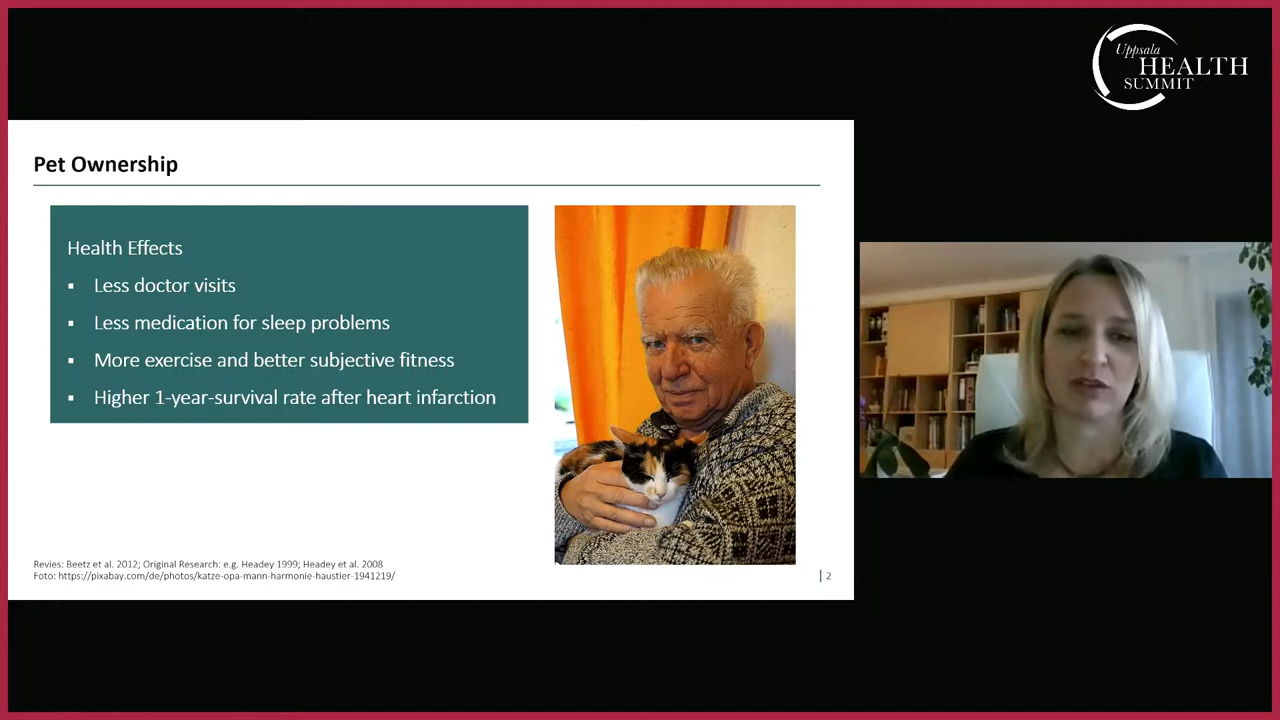 Uppsala
HEALTH
SUMMIT
Pet Ownership
Health Effects
▪ Less doctor visits
▪ Less medication for sleep problems
▪ More exercise and better subjective fitness
▪ Higher 1-year-survival rate after heart infarction
Revies: Beetz et al. 2012; Original Research: e.g. Headey 1999; Headey et al. 2008
Foto: https://pixabay.com/de/photos/katze-opa-mann-harmonie-haustier-1941219/
| 2